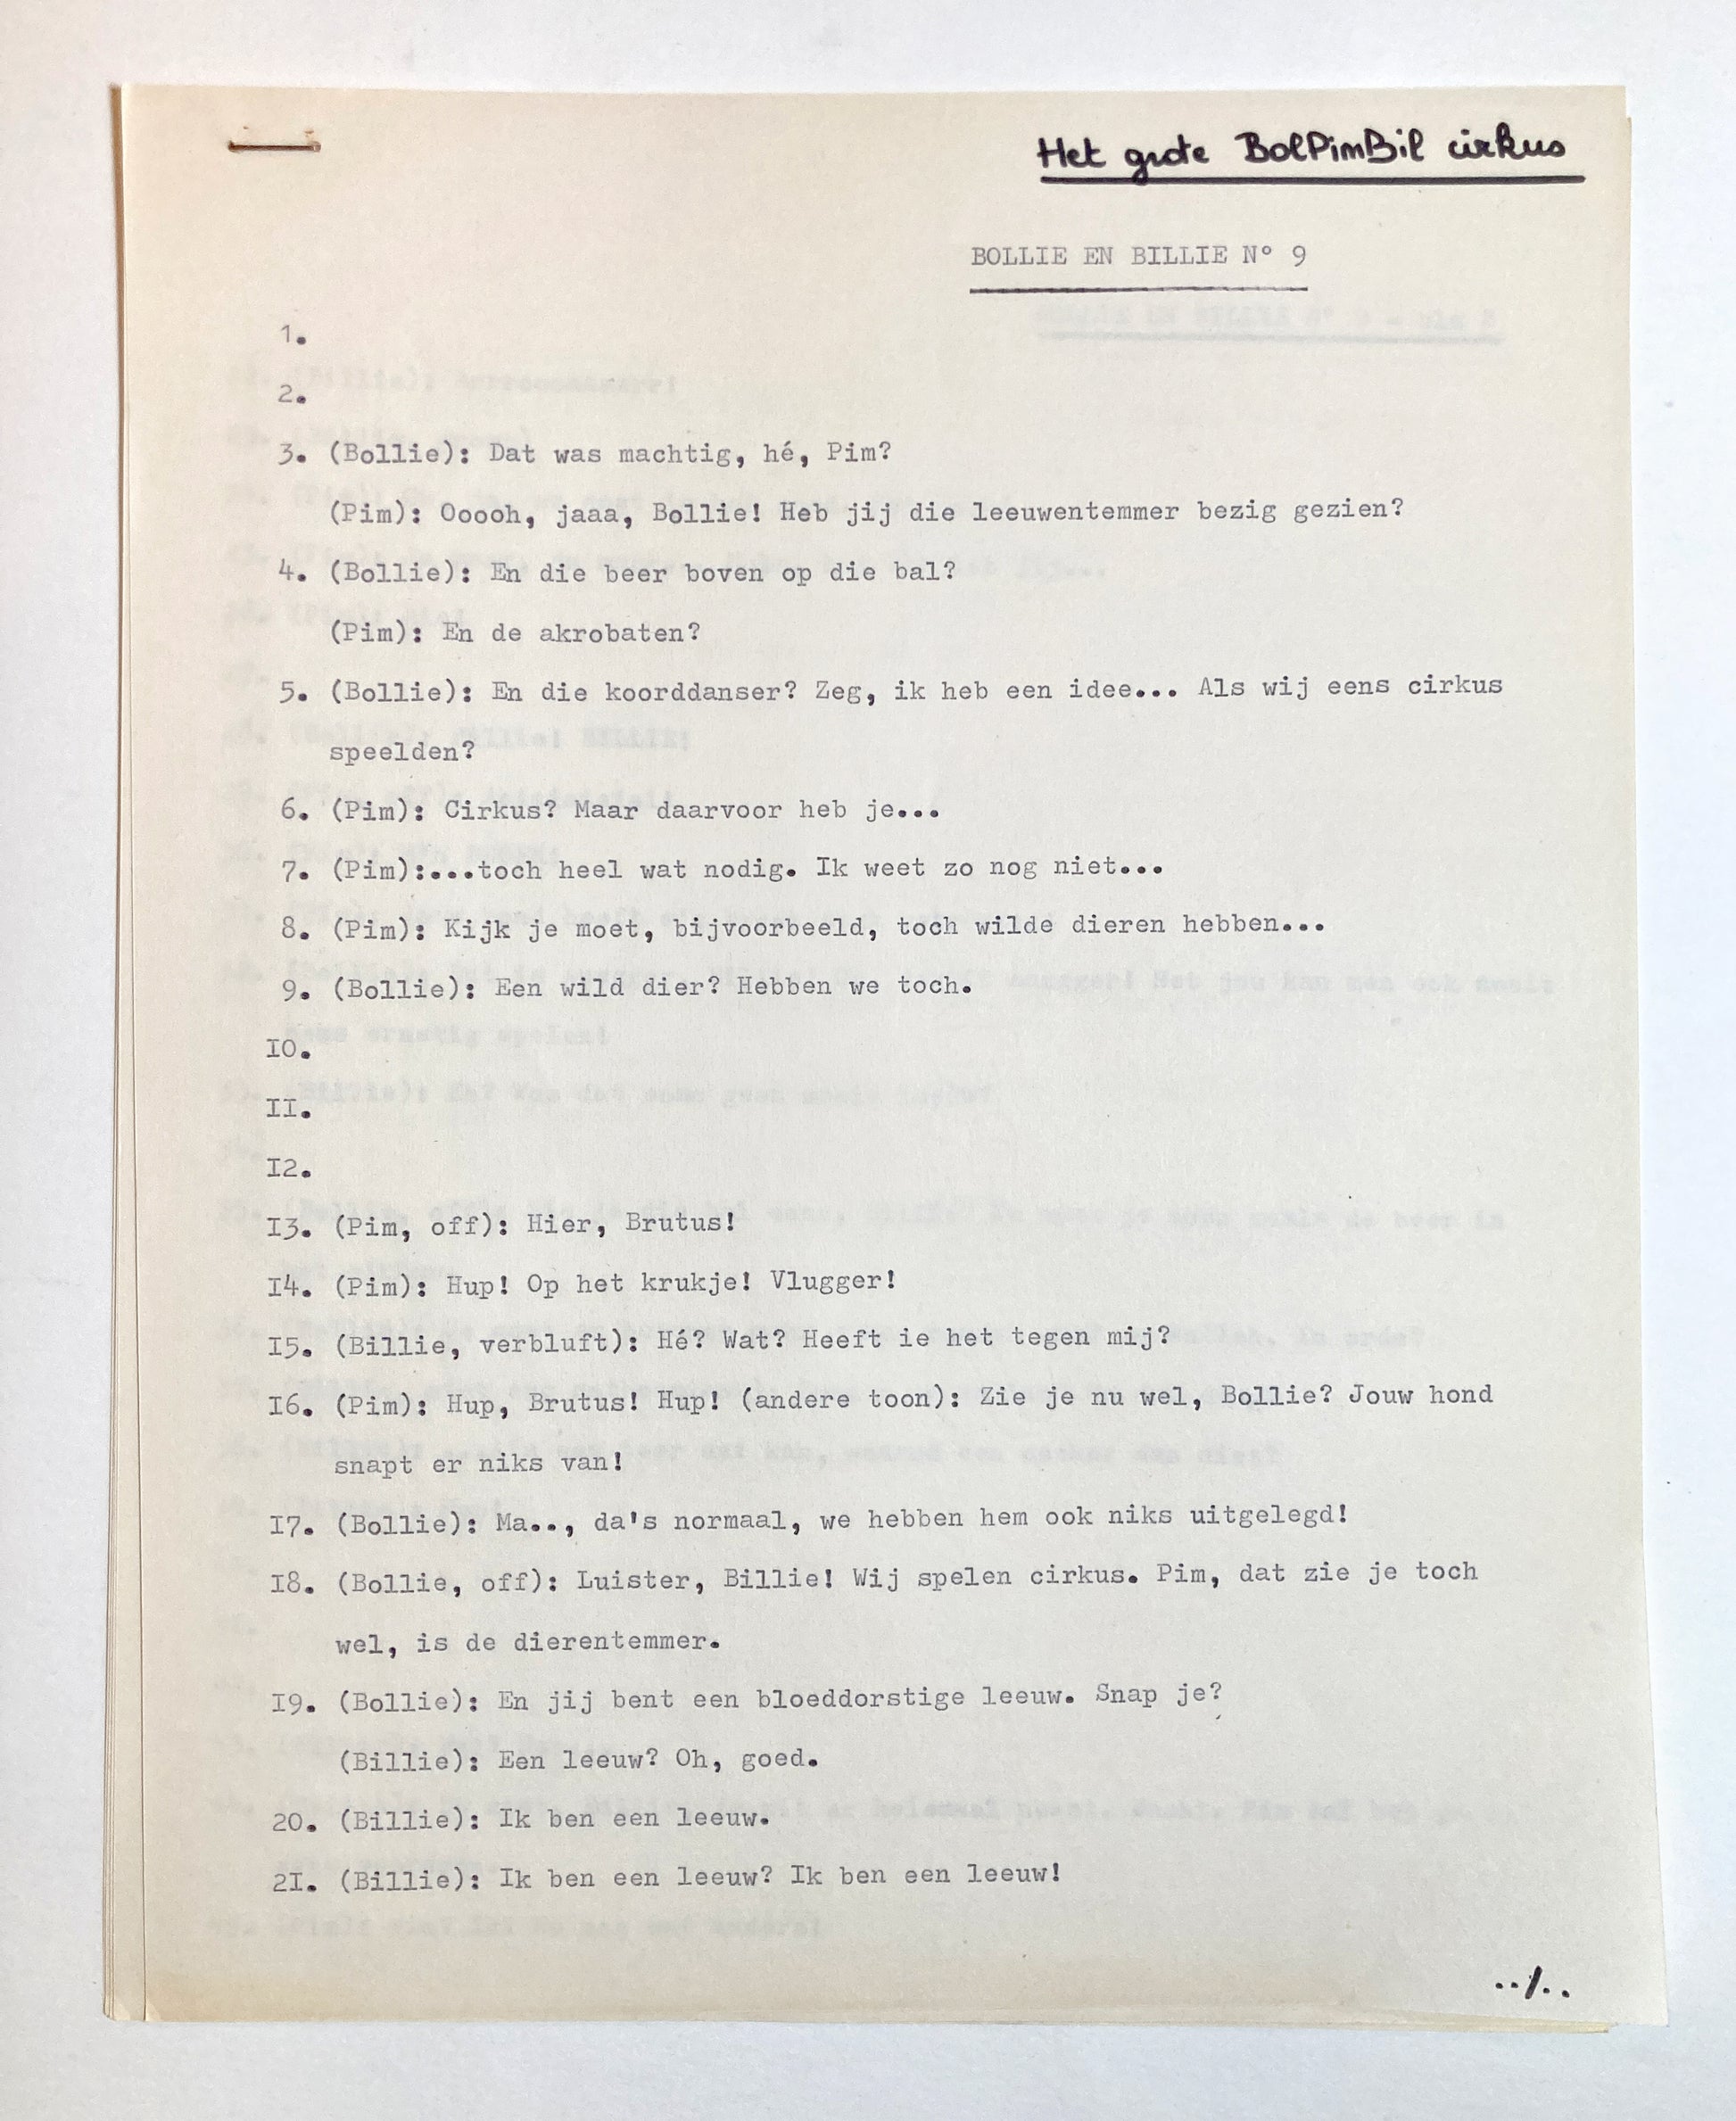 Het grote BolPimBil cirkus
BOLLIE EN BILLIE N° 9
1.
2.
3. (Bollie): Dat was machtig, hé, Pim?
(Pim): Ooooh, jaaa, Bollie! Heb jij die leeuwentemmer bezig gezien?
4. (Bollie): En die beer boven op die bal?
(Pim): En de akrobaten?
5. (Bollie): En die koorddanser? Zeg, ik heb een idee... Als wij eens cirkus
speelden?
6. (Pim): Cirkus? Maar daarvoor heb je...
7. (Pim):...toch heel wat nodig. Ik weet zo nog niet...
8. (Pim): Kijk je moet, bijvoorbeeld, toch wilde dieren hebben...
9. (Bollie): Een wild dier? Hebben we toch.
IO.
II.
I2.
I3. (Pim, off): Hier, Brutus!
I4. (Pim): Hup! Op het krukje! Vlugger!
I5. (Billie, verbluft): Hé? Wat? Heeft ie het tegen mij?
I6. (Pim): Hup, Brutus! Hup! (andere toon): Zie je nu wel, Bollie? Jouw hond
snapt er niks van!
I7. (Bollie): Ma.., da's normaal, we hebben hem ook niks uitgelegd!
I8. (Bollie, off): Luister, Billie! Wij spelen cirkus. Pim, dat zie je toch
wel, is de dierentemmer.
I9. (Bollie): En jij bent een bloeddorstige leeuw. Snap je?
(Billie): Een leeuw? Oh, goed.
20. (Billie): Ik ben een leeuw.
2I. (Billie): Ik ben een leeuw? Ik ben een leeuw!
../..